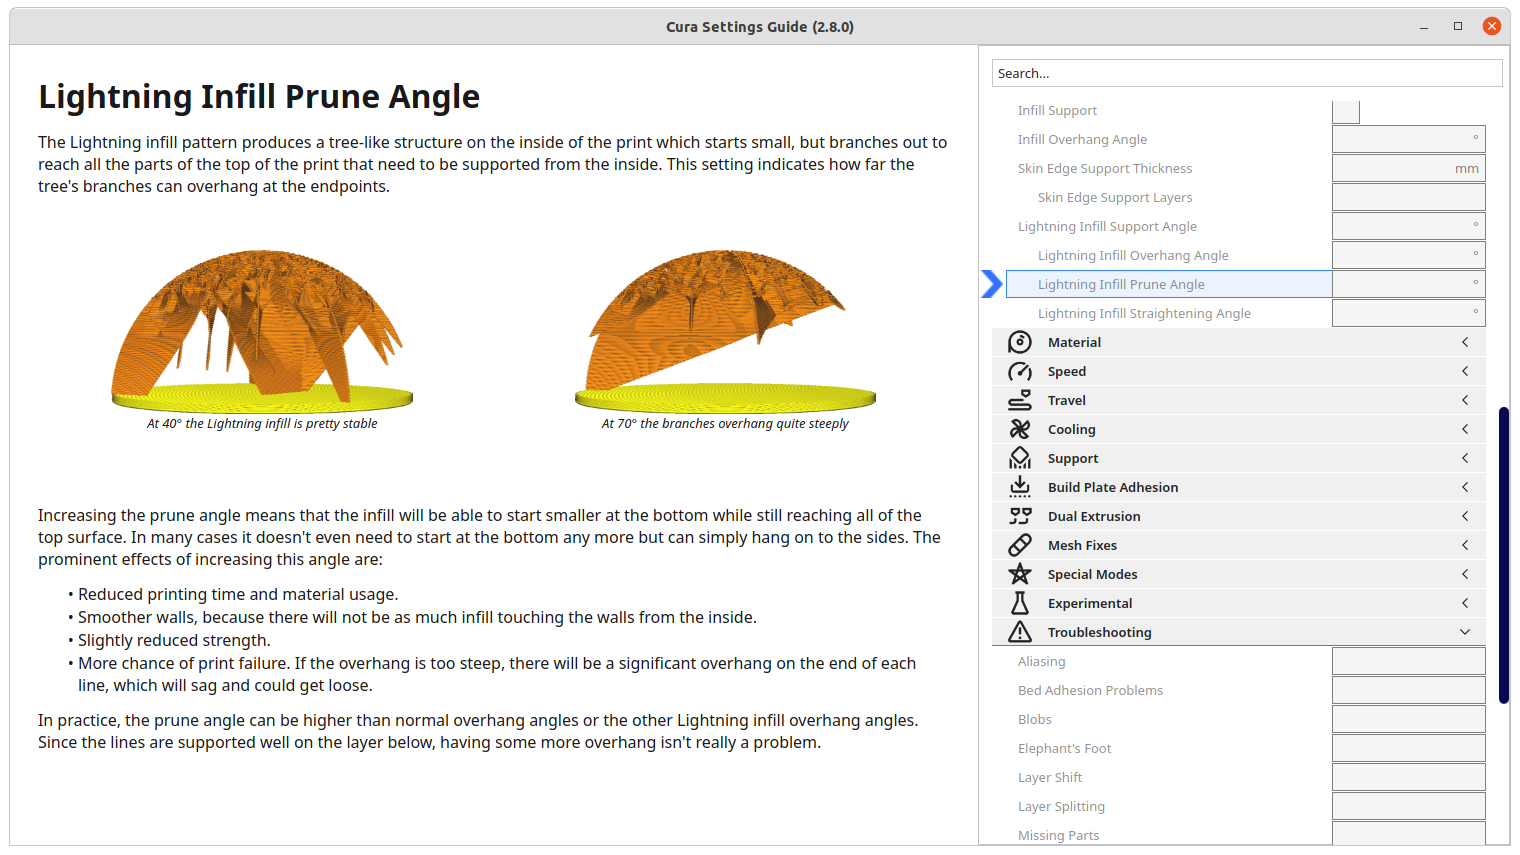 Cura Settings Guide (2.8.0)
Lightning Infill Prune Angle
The Lightning infill pattern produces a tree-like structure on the inside of the print which starts small, but branches out to
reach all the parts of the top of the print that need to be supported from the inside. This setting indicates how far the
tree's branches can overhang at the endpoints.
At 40° the Lightning infill is pretty stable
At 70° the branches overhang quite steeply
Increasing the prune angle means that the infill will be able to start smaller at the bottom while still reaching all of the
top surface. In many cases it doesn't even need to start at the bottom any more but can simply hang on to the sides. The
prominent effects of increasing this angle are:
• Reduced printing time and material usage.
• Smoother walls, because there will not be as much infill touching the walls from the inside.
• Slightly reduced strength.
• More chance of print failure. If the overhang is too steep, there will be a significant overhang on the end of each
line, which will sag and could get loose.
In practice, the prune angle can be higher than normal overhang angles or the other Lightning infill overhang angles.
Since the lines are supported well on the layer below, having some more overhang isn't really a problem.
Search...
Infill Support
Infill Overhang Angle °
Skin Edge Support Thickness mm
Skin Edge Support Layers
Lightning Infill Support Angle °
Lightning Infill Overhang Angle °
Lightning Infill Prune Angle °
Lightning Infill Straightening Angle °
Material
Speed
Travel
Cooling
Support
Build Plate Adhesion
Dual Extrusion
Mesh Fixes
Special Modes
Experimental
Troubleshooting
Aliasing
Bed Adhesion Problems
Blobs
Elephant's Foot
Layer Shift
Layer Splitting
Missing Parts